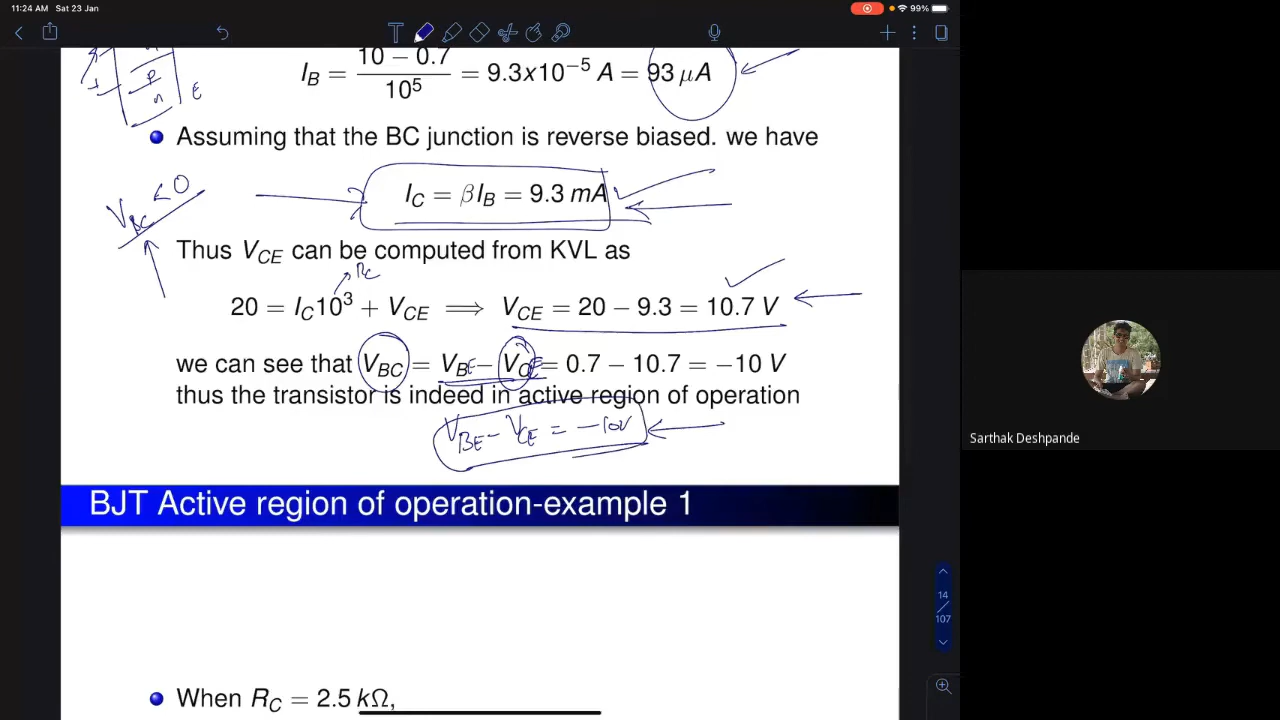 11:24 AM Sat 23 Jan
99%
I_B = (10 − 0.7)/10^5 = 9.3x10^−5 A = 93 μA
p
n
E
Assuming that the BC junction is reverse biased. we have
V_BC < 0
I_C = βI_B = 9.3 mA
Thus V_CE can be computed from KVL as
R_C
20 = I_C10^3 + V_CE ⟹ V_CE = 20 − 9.3 = 10.7 V
we can see that V_BC = V_BE − V_CE = 0.7 − 10.7 = −10 V
thus the transistor is indeed in active region of operation
V_BE − V_CE = −10V
BJT Active region of operation-example 1
When R_C = 2.5 kΩ,
14
107
Sarthak Deshpande